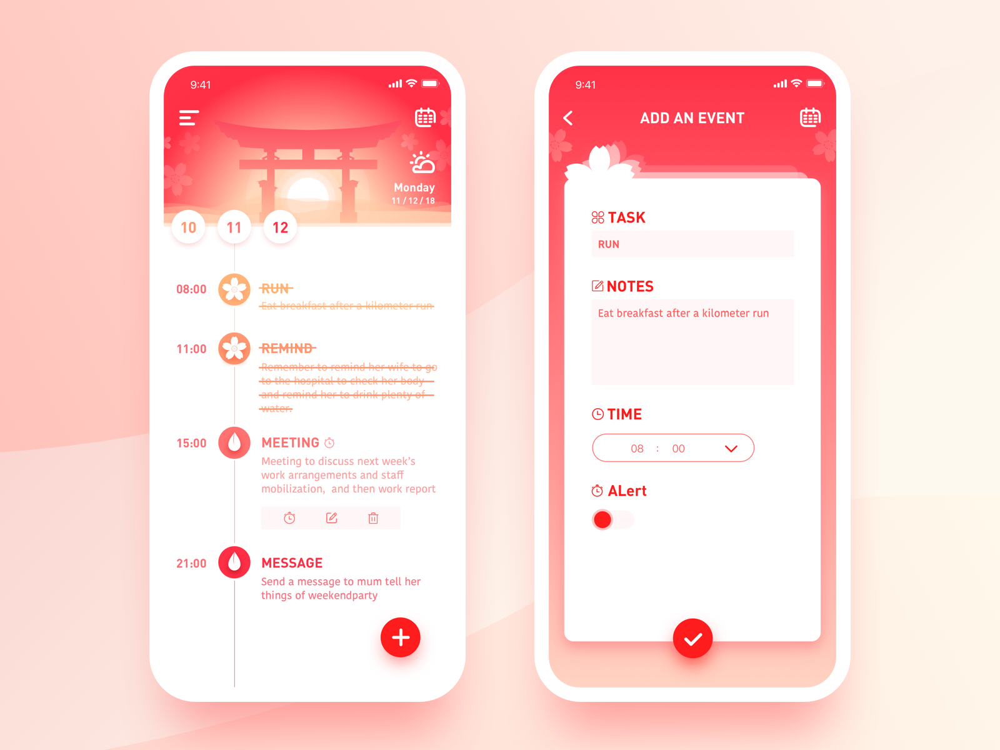 9:41
Monday
11 / 12 / 18
10 11 12
08:00 RUN
Eat breakfast after a kilometer run
11:00 REMIND
Remember to remind her wife to go
to the hospital to check her body
and remind her to drink plenty of
water.
15:00 MEETING
Meeting to discuss next week’s
work arrangements and staff
mobilization, and then work report
21:00 MESSAGE
Send a message to mum tell her
things of weekendparty
9:41
ADD AN EVENT
TASK
RUN
NOTES
Eat breakfast after a kilometer run
TIME
08 : 00
ALert